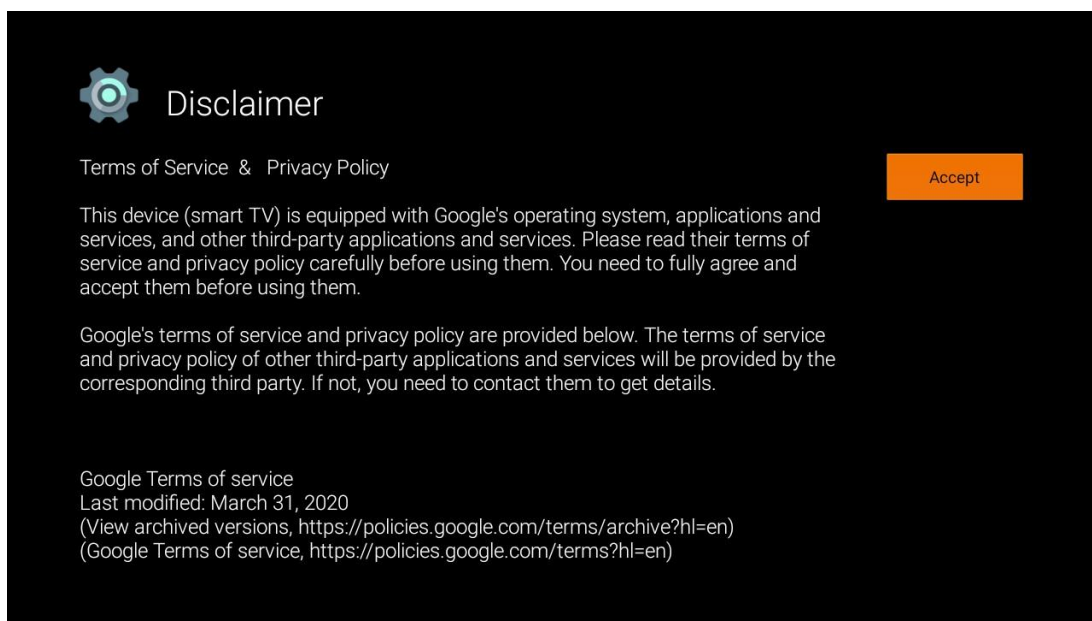 Disclaimer
Terms of Service & Privacy Policy
Accept
This device (smart TV) is equipped with Google's operating system, applications and
services, and other third-party applications and services. Please read their terms of
service and privacy policy carefully before using them. You need to fully agree and
accept them before using them.
Google's terms of service and privacy policy are provided below. The terms of service
and privacy policy of other third-party applications and services will be provided by the
corresponding third party. If not, you need to contact them to get details.
Google Terms of service
Last modified: March 31, 2020
(View archived versions, https://policies.google.com/terms/archive?hl=en)
(Google Terms of service, https://policies.google.com/terms?hl=en)